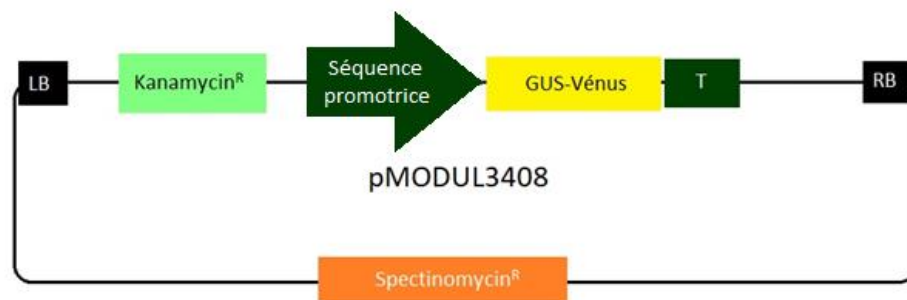 LB
Kanamycinᴿ
Séquence
promotrice
GUS-Vénus
T
RB
pMODUL3408
Spectinomycinᴿ